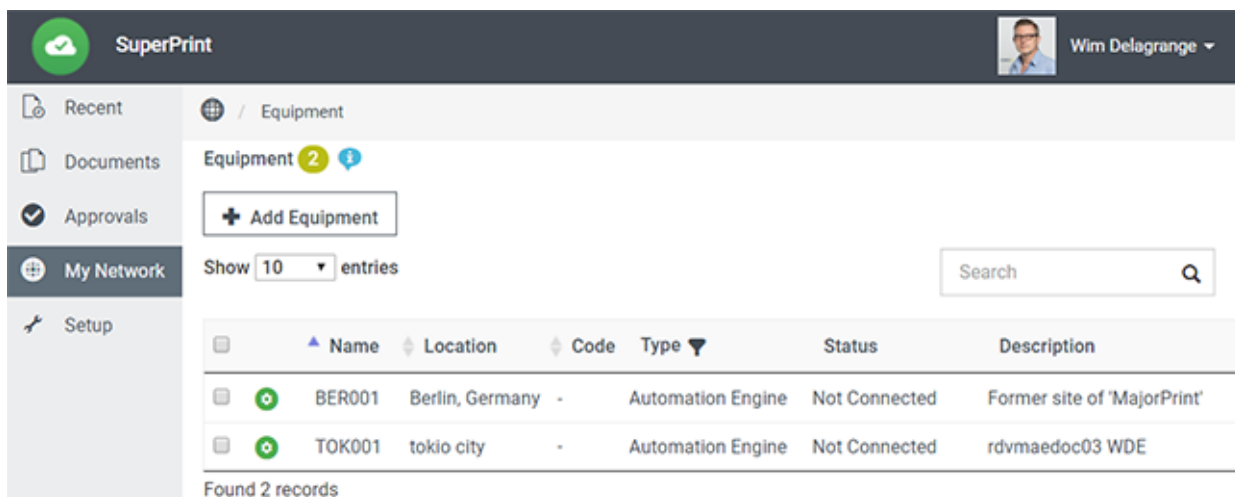 SuperPrint
Wim Delagrange
Recent
/ Equipment
Documents
Equipment 2
Approvals
Add Equipment
My Network
Show 10 entries
Search
Setup
Name Location Code Type Status Description
BER001 Berlin, Germany - Automation Engine Not Connected Former site of 'MajorPrint'
TOK001 tokio city - Automation Engine Not Connected rdvmaedoc03 WDE
Found 2 records